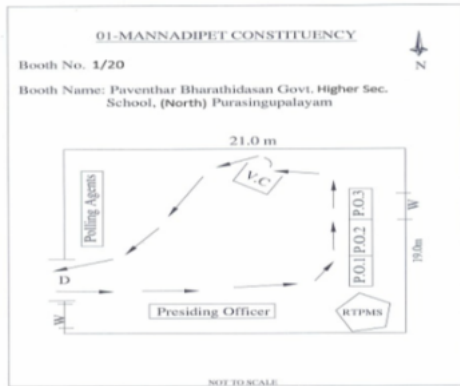 01-MANNADIPET CONSTITUENCY
N
Booth No. 1/20
Booth Name: Paventhar Bharathidasan Govt. Higher Sec.
School, (North) Purasingupalayam
21.0 m
V.C
Polling Agents
P.O.3
W
P.O.2
19.0m
P.O.1
D
Presiding Officer
RTPMS
W
NOT TO SCALE